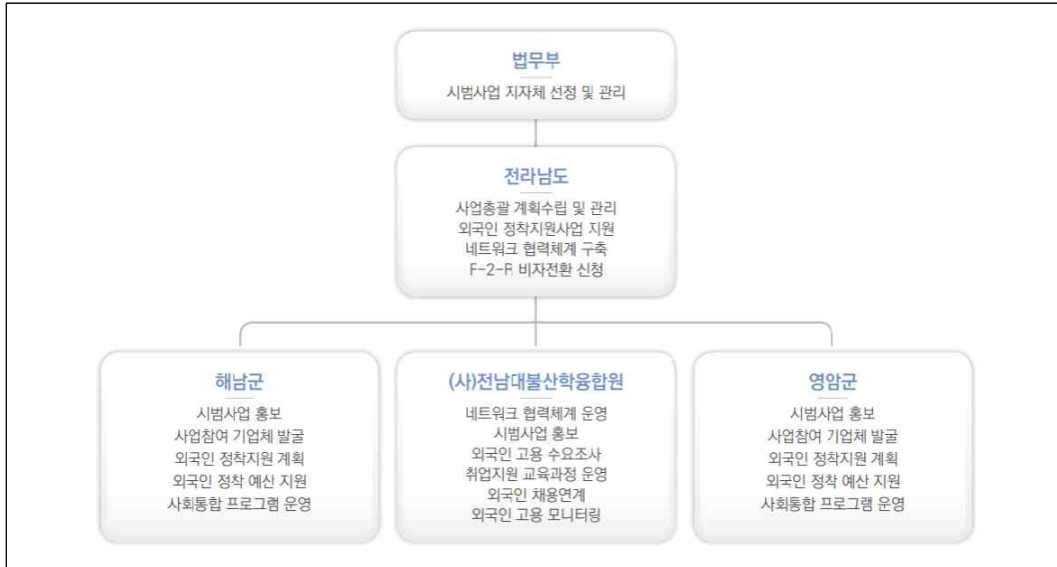 법무부
시범사업 지자체 선정 및 관리
전라남도
사업총괄 계획수립 및 관리
외국인 정착지원사업 지원
네트워크 협력체계 구축
F-2-R 비자전환 신청
해남군
시범사업 홍보
사업참여 기업체 발굴
외국인 정착지원 계획
외국인 정착 예산 지원
사회통합 프로그램 운영
(사)전남대불산학융합원
네트워크 협력체계 운영
시범사업 홍보
외국인 고용 수요조사
취업지원 교육과정 운영
외국인 채용연계
외국인 고용 모니터링
영암군
시범사업 홍보
사업참여 기업체 발굴
외국인 정착지원 계획
외국인 정착 예산 지원
사회통합 프로그램 운영